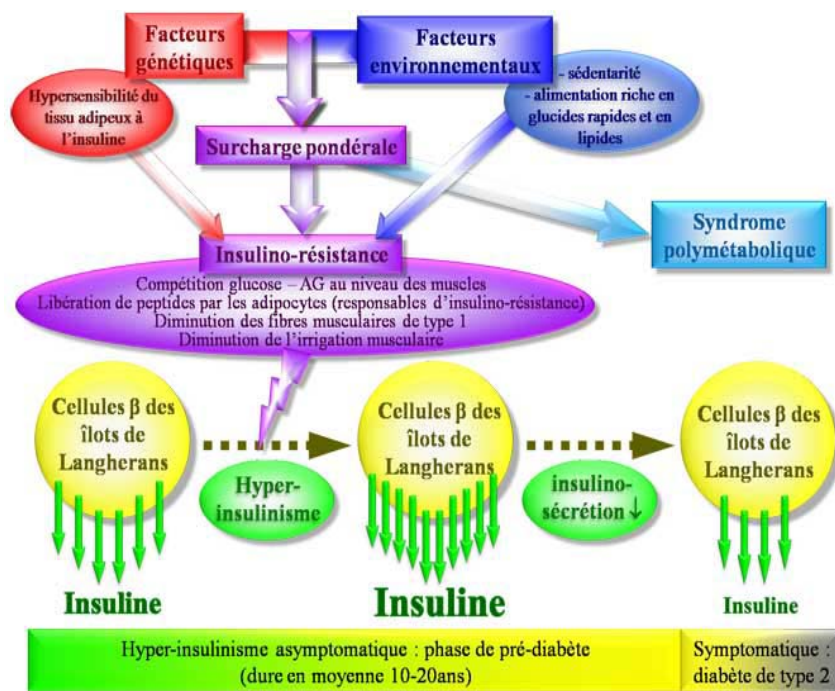 Facteurs
génétiques
Facteurs
environnementaux
Hypersensibilité du
tissu adipeux à
l'insuline
- sédentarité
- alimentation riche en
glucides rapides et en
lipides
Surcharge pondérale
Syndrome
polymétabolique
Insulino-résistance
Compétition glucose – AG au niveau des muscles
Libération de peptides par les adipocytes (responsables d'insulino-résistance)
Diminution des fibres musculaires de type 1
Diminution de l'irrigation musculaire
Cellules β des
îlots de
Langherans
Hyper-
insulinisme
Cellules β des
îlots de
Langherans
insulino-
sécrétion ↓
Cellules β des
îlots de
Langherans
Insuline
Insuline
Insuline
Hyper-insulinisme asymptomatique : phase de pré-diabète
(dure en moyenne 10-20ans)
Symptomatique :
diabète de type 2